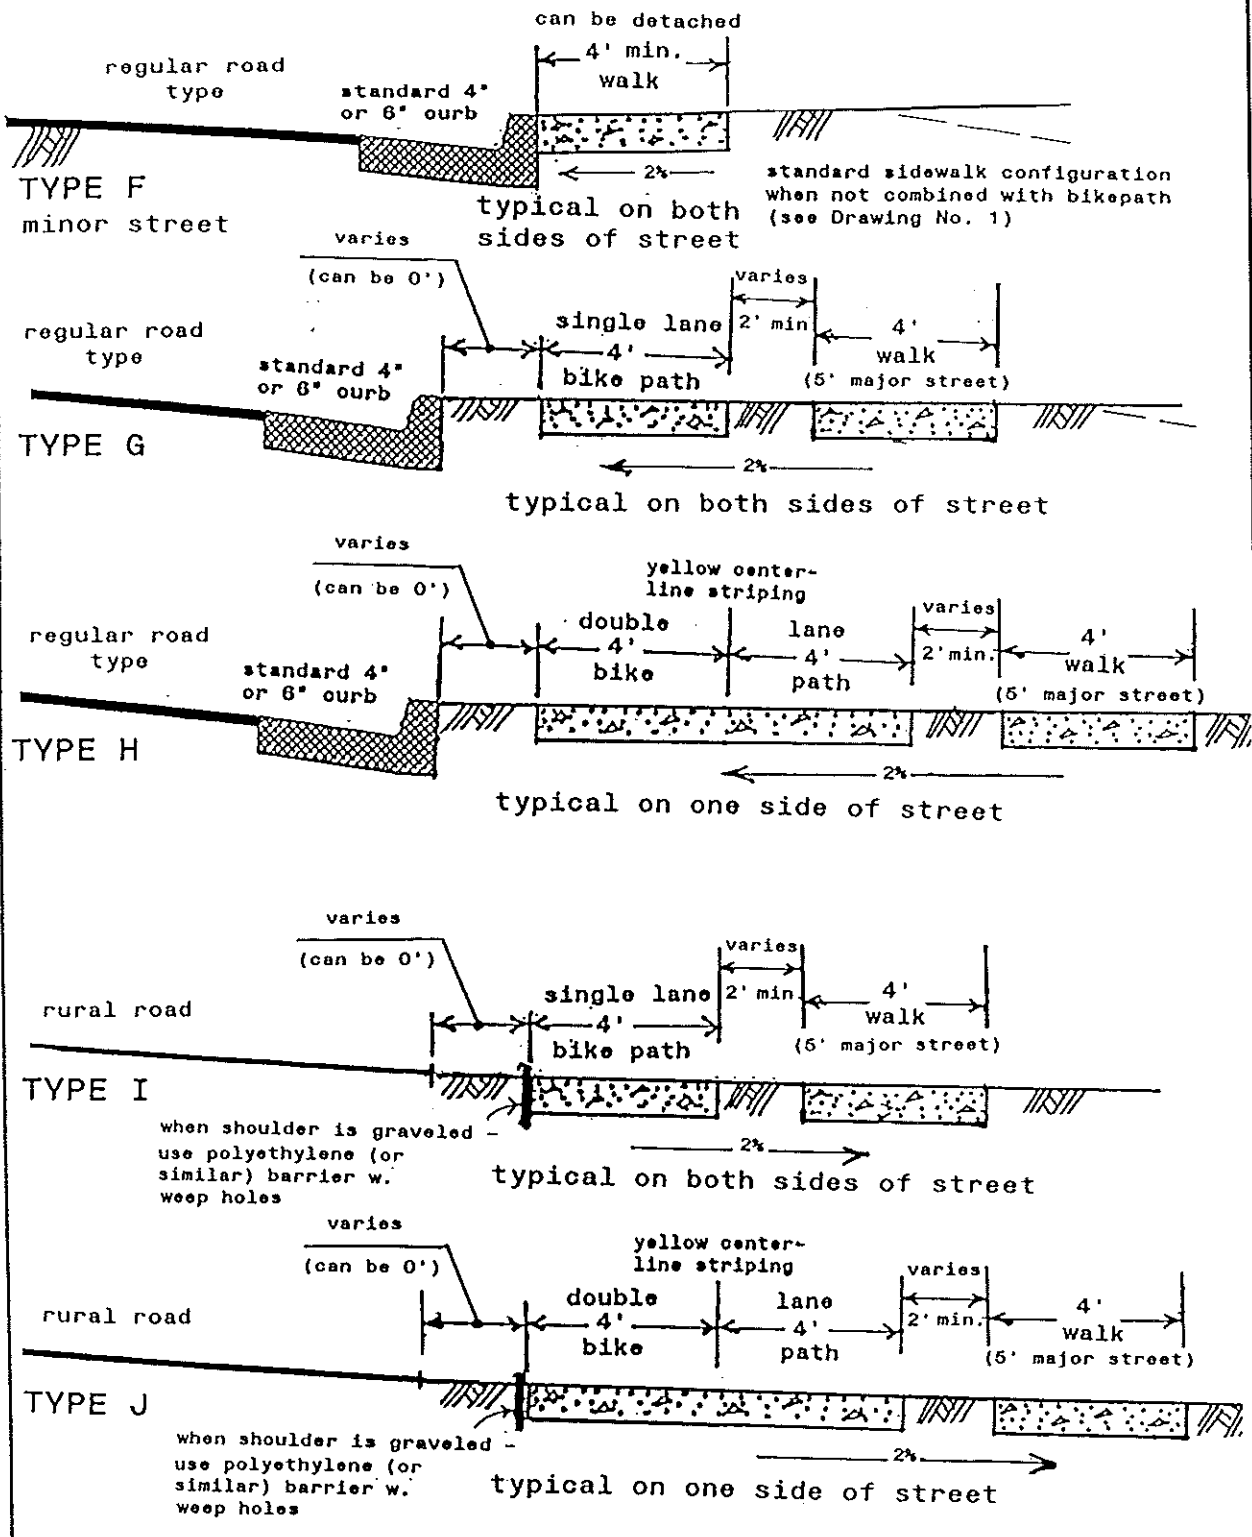 can be detached
4' min.
walk
regular road
type
standard 4"
or 6" ourb
2%
TYPE F
minor street
typical on both
sides of street
standard sidewalk configuration
when not combined with bikepath
(see Drawing No. 1)
varies
(can be 0')
varies
2' min
regular road
type
standard 4"
or 6" ourb
single lane
4'
bike path
4'
walk
(5' major street)
TYPE G
2%
typical on both sides of street
varies
(can be 0')
yellow center-
line striping
varies
2' min.
regular road
type
standard 4"
or 6" ourb
double
4'
bike
lane
4'
path
4'
walk
(5' major street)
TYPE H
2%
typical on one side of street
varies
(can be 0')
varies
2' min
rural road
single lane
4'
bike path
4'
walk
(5' major street)
TYPE I
when shoulder is graveled -
use polyethylene (or
similar) barrier w.
weep holes
2%
typical on both sides of street
varies
(can be 0')
yellow center-
line striping
varies
2' min.
rural road
double
4'
bike
lane
4'
path
4'
walk
(5' major street)
TYPE J
when shoulder is graveled -
use polyethylene (or
similar) barrier w.
weep holes
2%
typical on one side of street